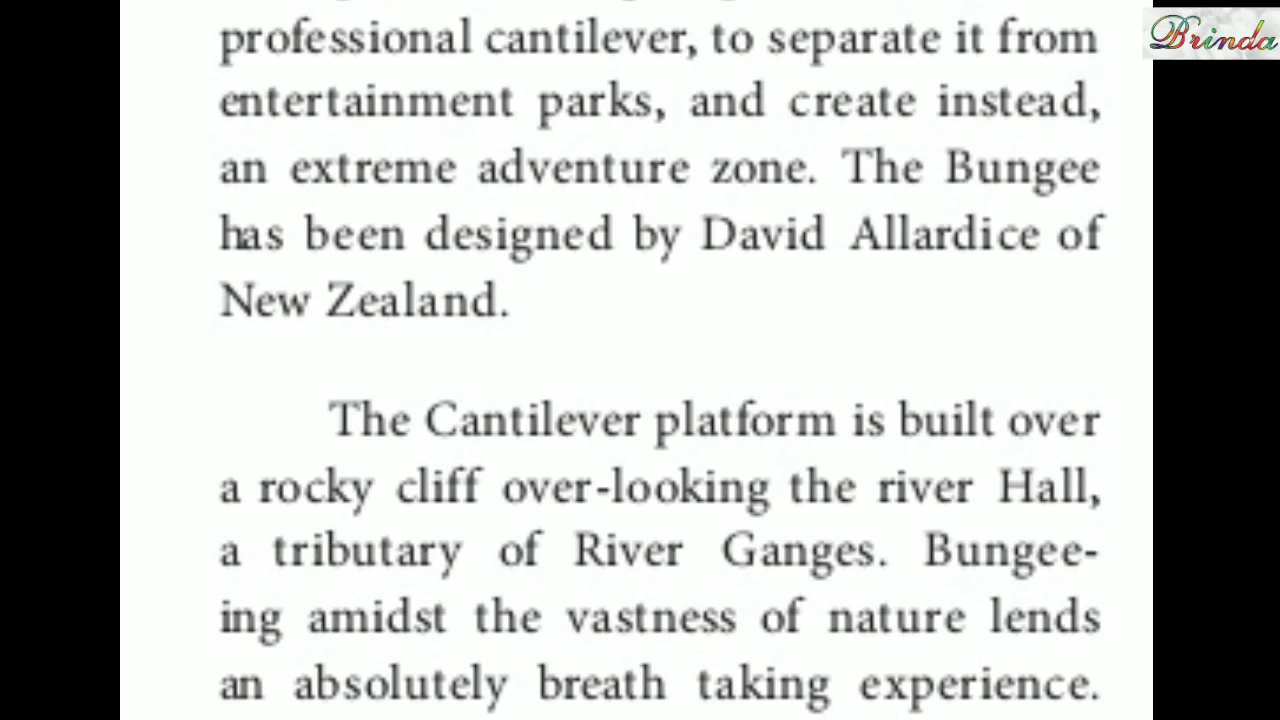 professional cantilever, to separate it from
entertainment parks, and create instead,
an extreme adventure zone. The Bungee
has been designed by David Allardice of
New Zealand.
The Cantilever platform is built over
a rocky cliff over-looking the river Hall,
a tributary of River Ganges. Bungee-
ing amidst the vastness of nature lends
an absolutely breath taking experience.
Brinda